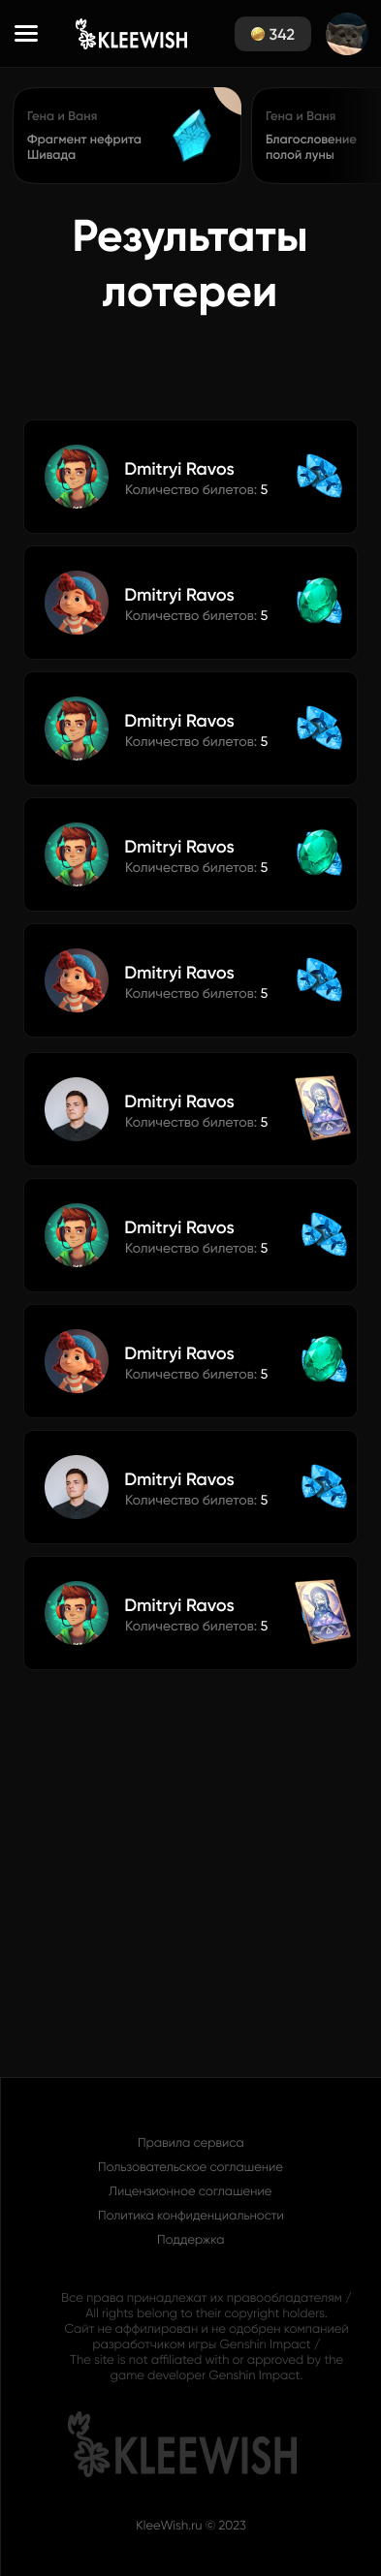 KLEEWISH
342
Гена и Ваня
Фрагмент нефрита
Шивада
Гена и Ваня
Благословение
полой луны
Результаты
лотереи
Dmitryi Ravos
Количество билетов: 5
Dmitryi Ravos
Количество билетов: 5
Dmitryi Ravos
Количество билетов: 5
Dmitryi Ravos
Количество билетов: 5
Dmitryi Ravos
Количество билетов: 5
Dmitryi Ravos
Количество билетов: 5
Dmitryi Ravos
Количество билетов: 5
Dmitryi Ravos
Количество билетов: 5
Dmitryi Ravos
Количество билетов: 5
Dmitryi Ravos
Количество билетов: 5
Правила сервиса
Пользовательское соглашение
Лицензионное соглашение
Политика конфиденциальности
Поддержка
Все права принадлежат их правообладателям /
All rights belong to their copyright holders.
Сайт не аффилирован и не одобрен компанией
разработчиком игры Genshin Impact /
The site is not affiliated with or approved by the
game developer Genshin Impact.
KLEEWISH
KleeWish.ru © 2023